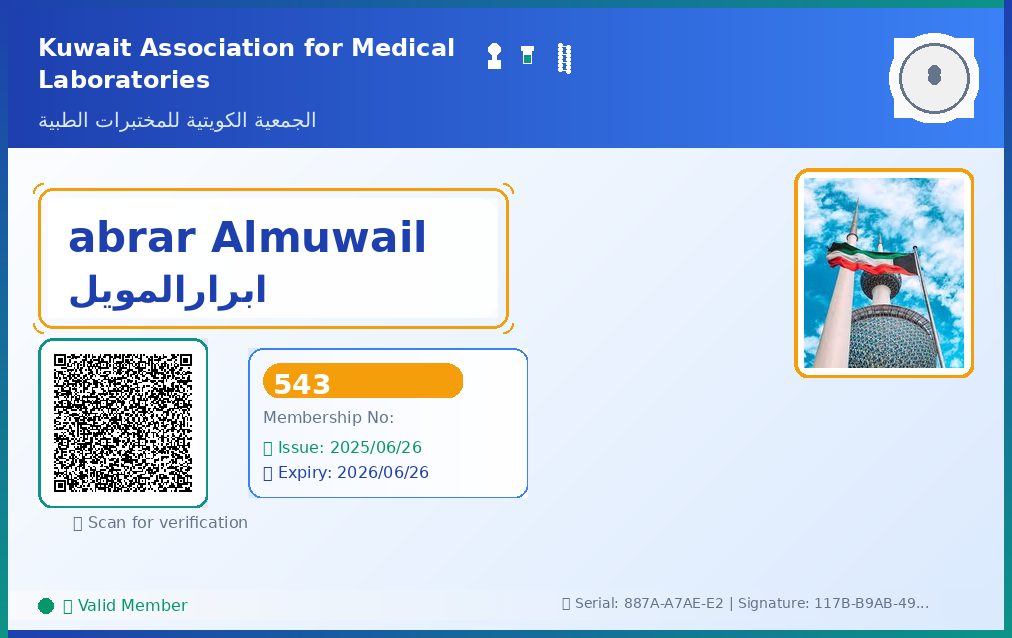 Kuwait Association for Medical
Laboratories
الجمعية الكويتية للمختبرات الطبية
abrar Almuwail
ابرارالمويل
543
Membership No:
Issue: 2025/06/26
Expiry: 2026/06/26
Scan for verification
Valid Member
Serial: 887A-A7AE-E2 | Signature: 117B-B9AB-49...